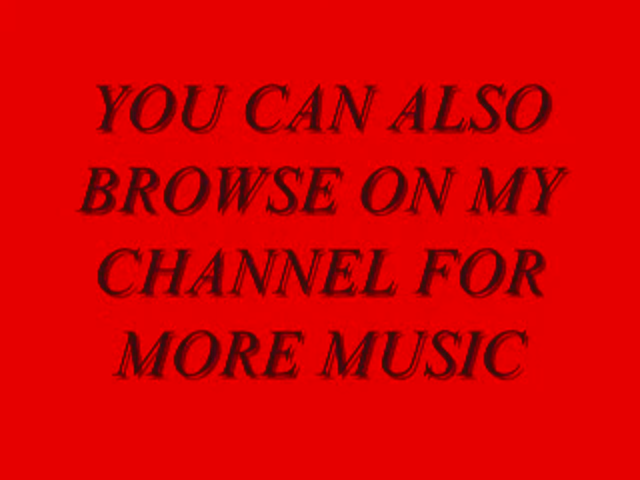 YOU CAN ALSO
BROWSE ON MY
CHANNEL FOR
MORE MUSIC